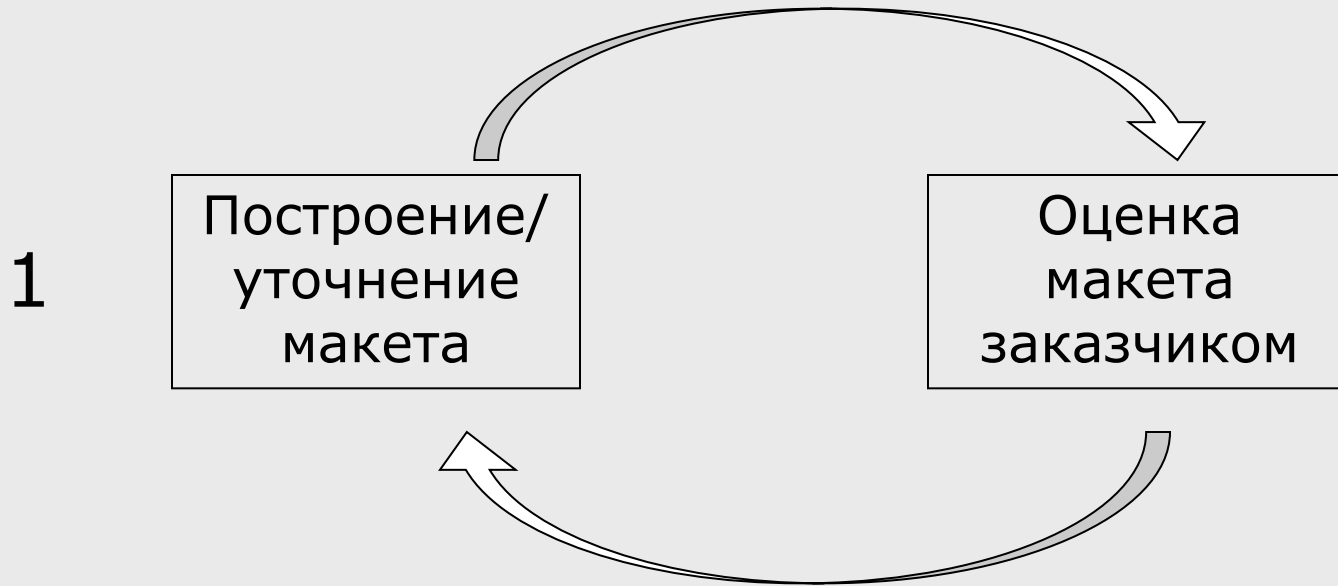 1
Построение/
уточнение
макета
Оценка
макета
заказчиком